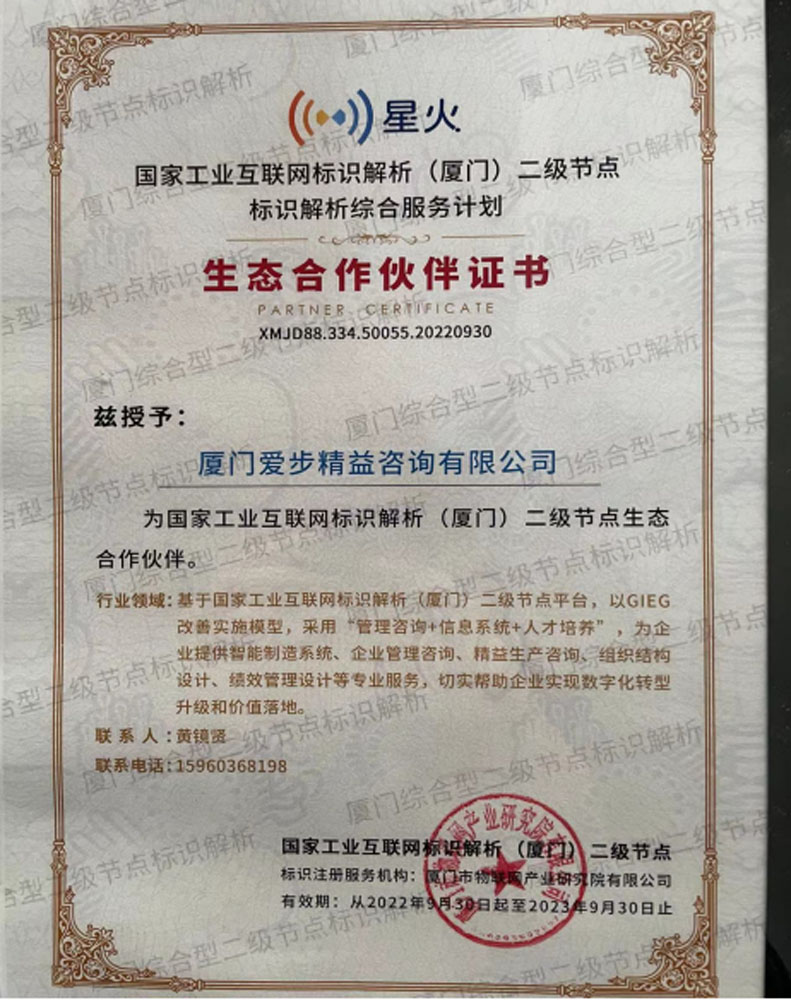 星火
国家工业互联网标识解析（厦门）二级节点
标识解析综合服务计划
生态合作伙伴证书
PARTNER CERTIFICATE
XMJD88.334.50055.20220930
兹授予：
厦门爱步精益咨询有限公司
为国家工业互联网标识解析（厦门）二级节点生态
合作伙伴。
行业领域：基于国家工业互联网标识解析（厦门）二级节点平台，以GIEG
改善实施模型，采用“管理咨询+信息系统+人才培养”，为企
业提供智能制造系统、企业管理咨询、精益生产咨询、组织结构
设计、绩效管理设计等专业服务，切实帮助企业实现数字化转型
升级和价值落地。
联系人：黄镜贤
联系电话：15960368198
国家工业互联网标识解析（厦门）二级节点
标识注册服务机构：厦门市物联网产业研究院有限公司
有效期：从2022年9月30日起至2023年9月30日止